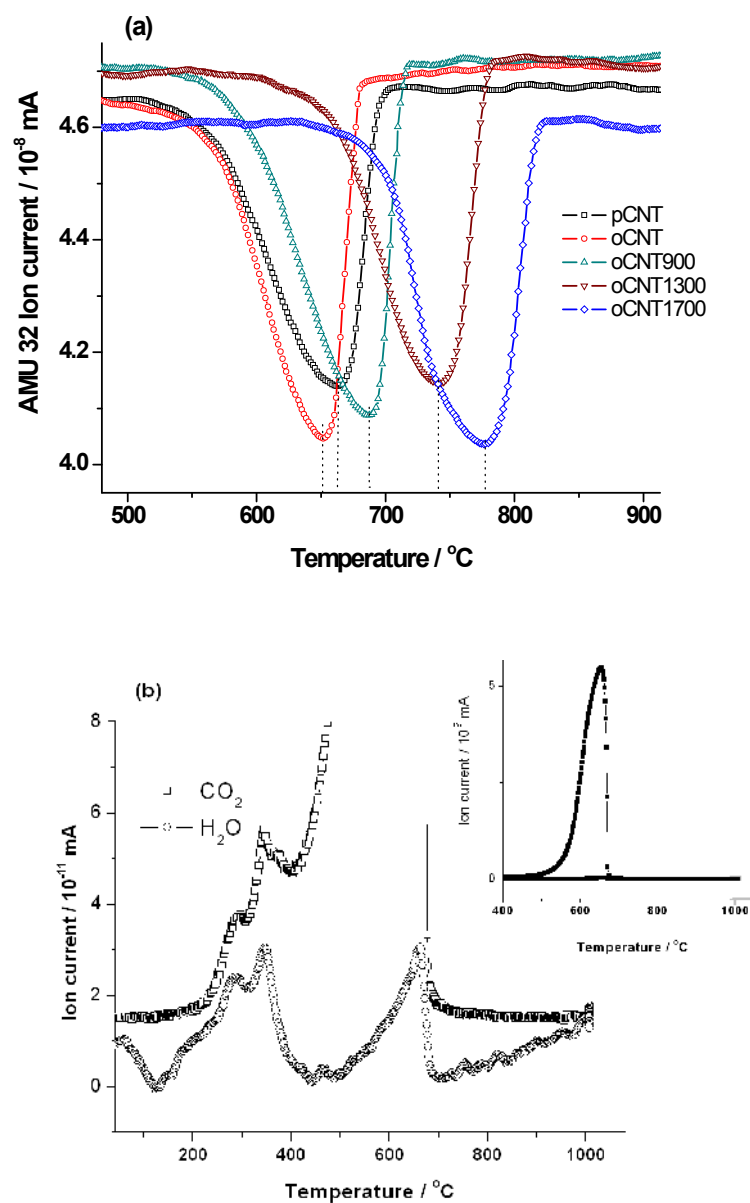 (a)
AMU 32 Ion current / 10⁻⁸ mA
4.6
4.4
4.2
4.0
pCNT
oCNT
oCNT900
oCNT1300
oCNT1700
500 600 700 800 900
Temperature / °C
(b)
Ion current / 10⁻¹¹ mA
8
6
4
2
0
CO₂
H₂O
200 400 600 800 1000
Temperature / °C
Ion current / 10⁻⁹ mA
5
0
400 600 800 1000
Temperature / °C